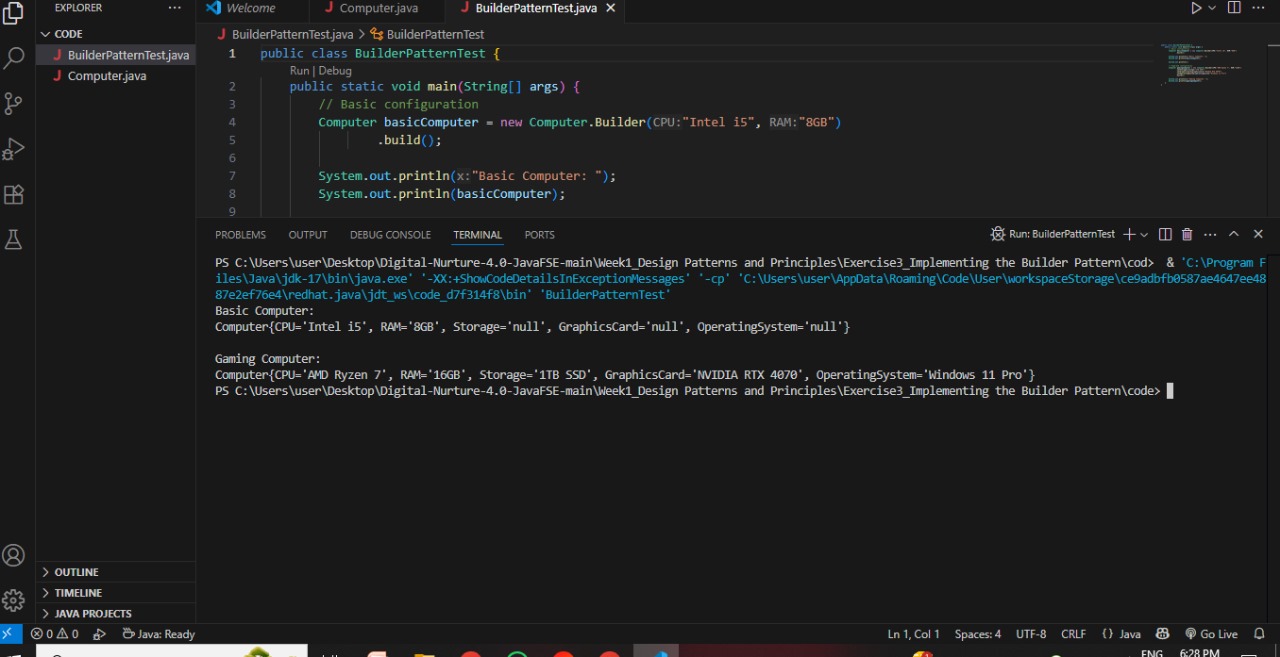 EXPLORER ···
CODE
BuilderPatternTest.java
Computer.java
OUTLINE
TIMELINE
JAVA PROJECTS
Welcome Computer.java BuilderPatternTest.java
BuilderPatternTest.java > BuilderPatternTest
1 public class BuilderPatternTest {
Run | Debug
2 public static void main(String[] args) {
3 // Basic configuration
4 Computer basicComputer = new Computer.Builder(CPU:"Intel i5", RAM:"8GB")
5 .build();
6
7 System.out.println(x:"Basic Computer: ");
8 System.out.println(basicComputer);
9
PROBLEMS OUTPUT DEBUG CONSOLE TERMINAL PORTS Run: BuilderPatternTest
PS C:\Users\user\Desktop\Digital-Nurture-4.0-JavaFSE-main\Week1_Design Patterns and Principles\Exercise3_Implementing the Builder Pattern\cod> & 'C:\Program F
iles\Java\jdk-17\bin\java.exe' '-XX:+ShowCodeDetailsInExceptionMessages' '-cp' 'C:\Users\user\AppData\Roaming\Code\User\workspaceStorage\ce9adbfb0587ae4647ee48
87e2ef76e4\redhat.java\jdt_ws\code_d7f314f8\bin' 'BuilderPatternTest'
Basic Computer:
Computer{CPU='Intel i5', RAM='8GB', Storage='null', GraphicsCard='null', OperatingSystem='null'}
Gaming Computer:
Computer{CPU='AMD Ryzen 7', RAM='16GB', Storage='1TB SSD', GraphicsCard='NVIDIA RTX 4070', OperatingSystem='Windows 11 Pro'}
PS C:\Users\user\Desktop\Digital-Nurture-4.0-JavaFSE-main\Week1_Design Patterns and Principles\Exercise3_Implementing the Builder Pattern\code>
0 0 Java: Ready Ln 1, Col 1 Spaces: 4 UTF-8 CRLF {} Java Go Live
ENG 6:28 PM